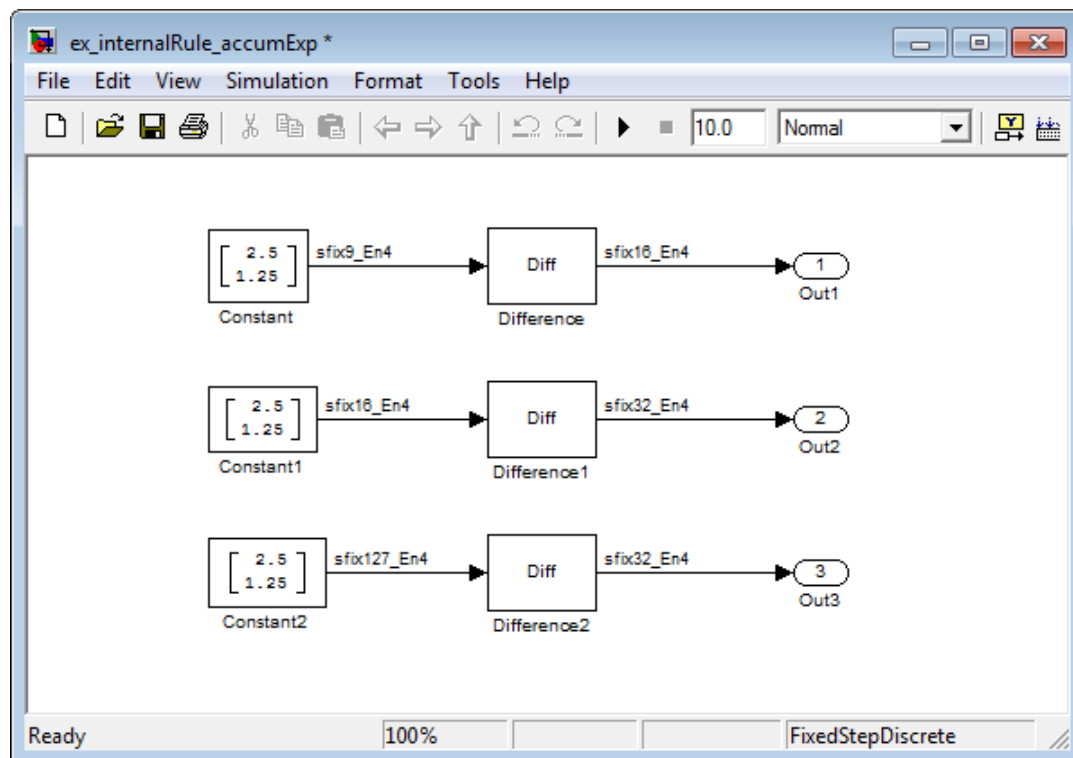 ex_internalRule_accumExp *
File Edit View Simulation Format Tools Help
10.0 Normal
2.5
1.25
sfix9_En4
Diff
sfix16_En4
1
Constant
Difference
Out1
2.5
1.25
sfix16_En4
Diff
sfix32_En4
2
Constant1
Difference1
Out2
2.5
1.25
sfix127_En4
Diff
sfix32_En4
3
Constant2
Difference2
Out3
Ready 100% FixedStepDiscrete